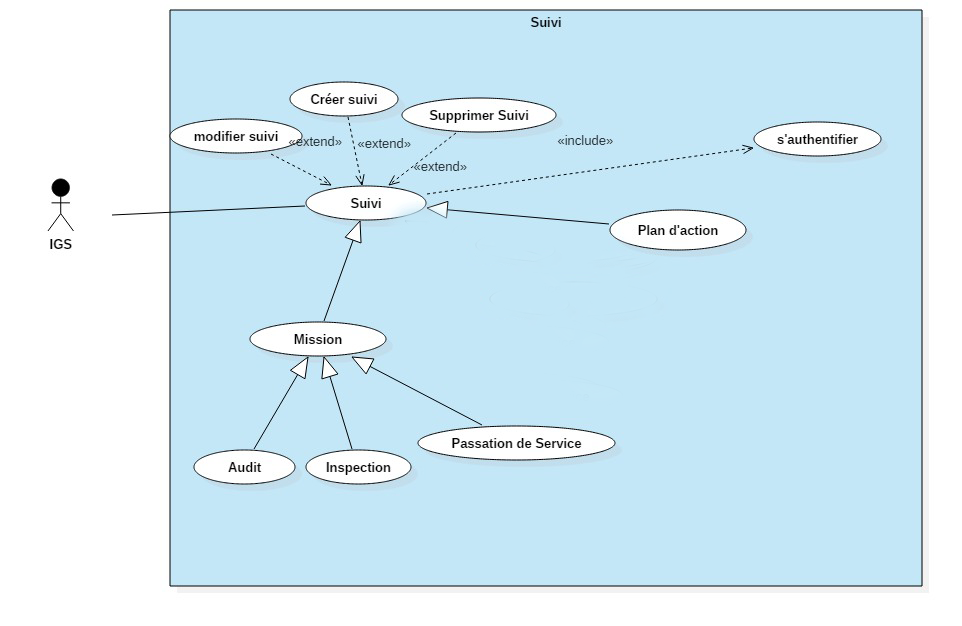 Suivi
Créer suivi
Supprimer Suivi
modifier suivi
«extend»
«extend»
«include»
s'authentifier
«extend»
Suivi
IGS
Plan d'action
Mission
Passation de Service
Audit
Inspection